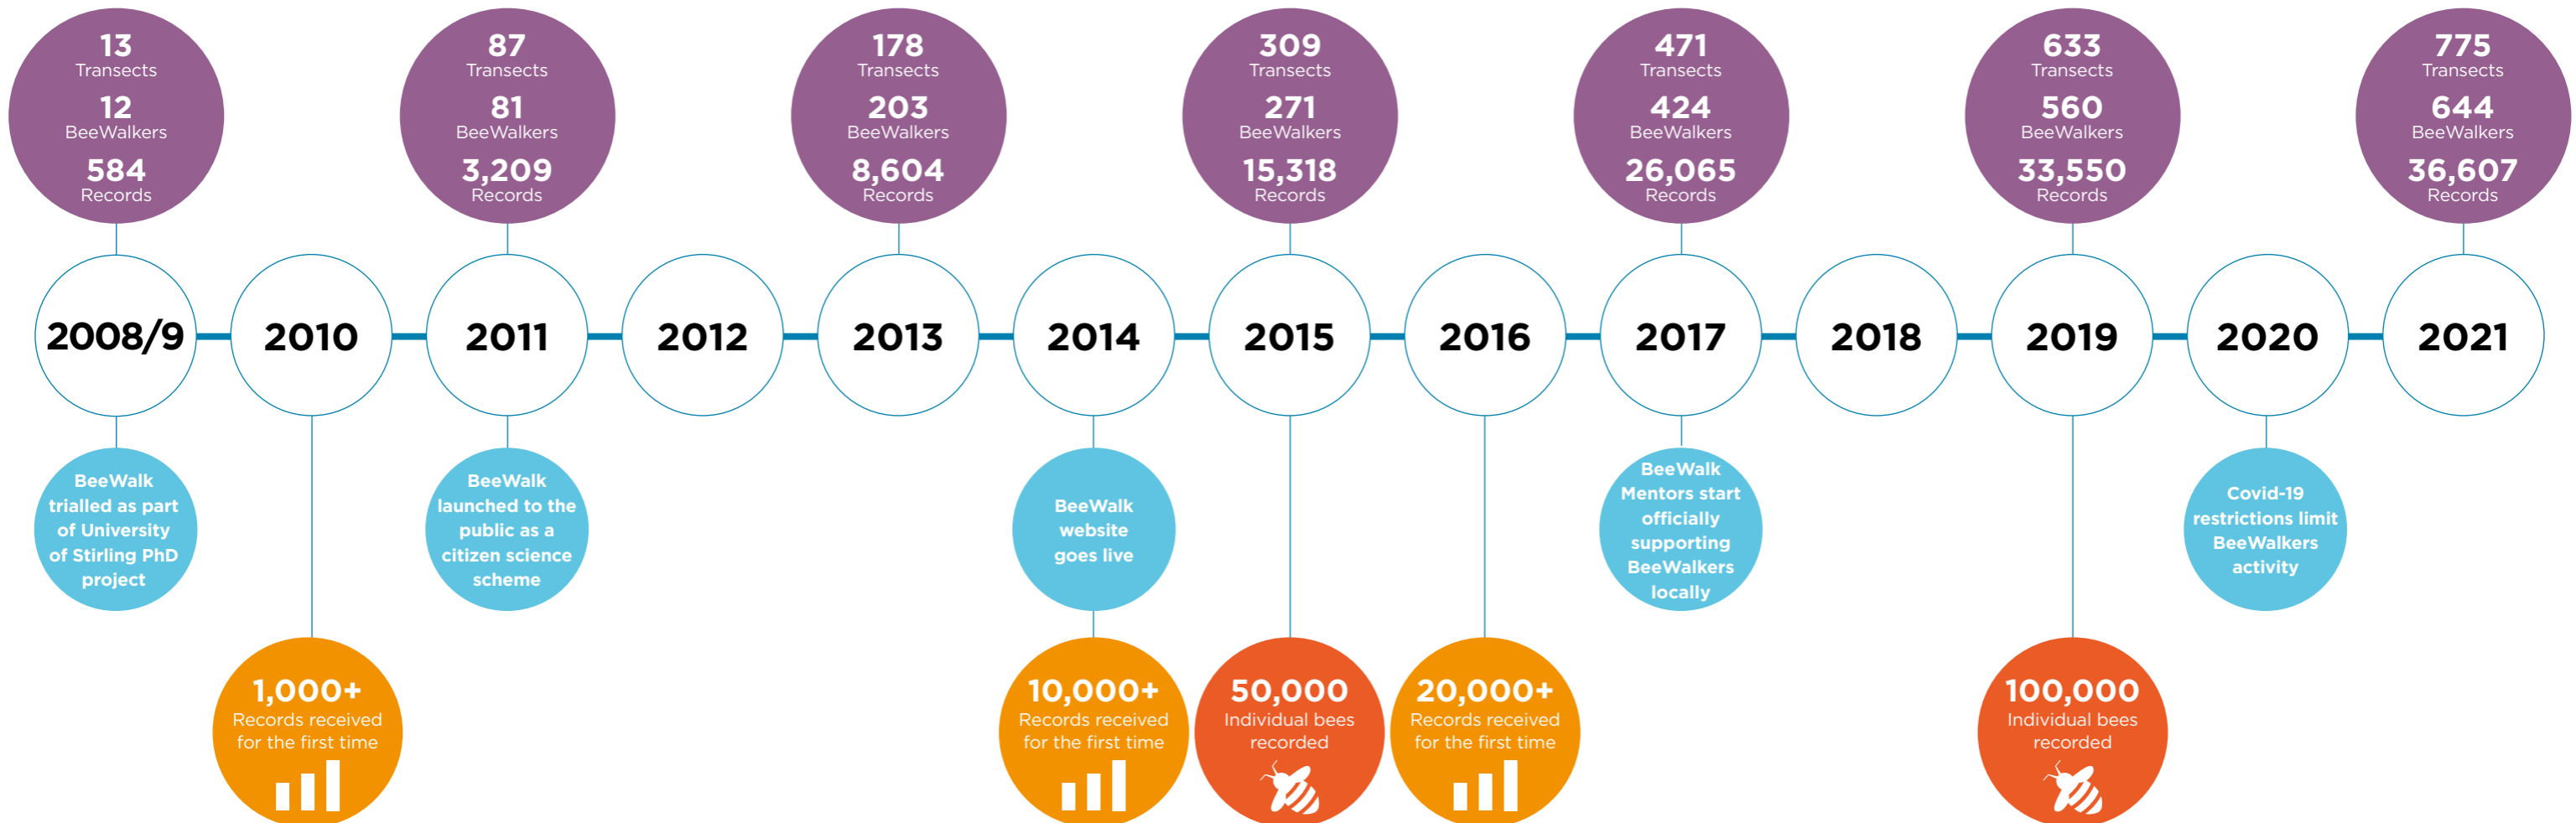 13
Transects
12
BeeWalkers
584
Records
87
Transects
81
BeeWalkers
3,209
Records
178
Transects
203
BeeWalkers
8,604
Records
309
Transects
271
BeeWalkers
15,318
Records
471
Transects
424
BeeWalkers
26,065
Records
633
Transects
560
BeeWalkers
33,550
Records
775
Transects
644
BeeWalkers
36,607
Records
2008/9
2010
2011
2012
2013
2014
2015
2016
2017
2018
2019
2020
2021
BeeWalk
trialled as part
of University
of Stirling PhD
project
BeeWalk
launched to the
public as a
citizen science
scheme
BeeWalk
website
goes live
BeeWalk
Mentors start
officially
supporting
BeeWalkers
locally
Covid-19
restrictions limit
BeeWalkers
activity
1,000+
Records received
for the first time
10,000+
Records received
for the first time
50,000
Individual bees
recorded
20,000+
Records received
for the first time
100,000
Individual bees
recorded